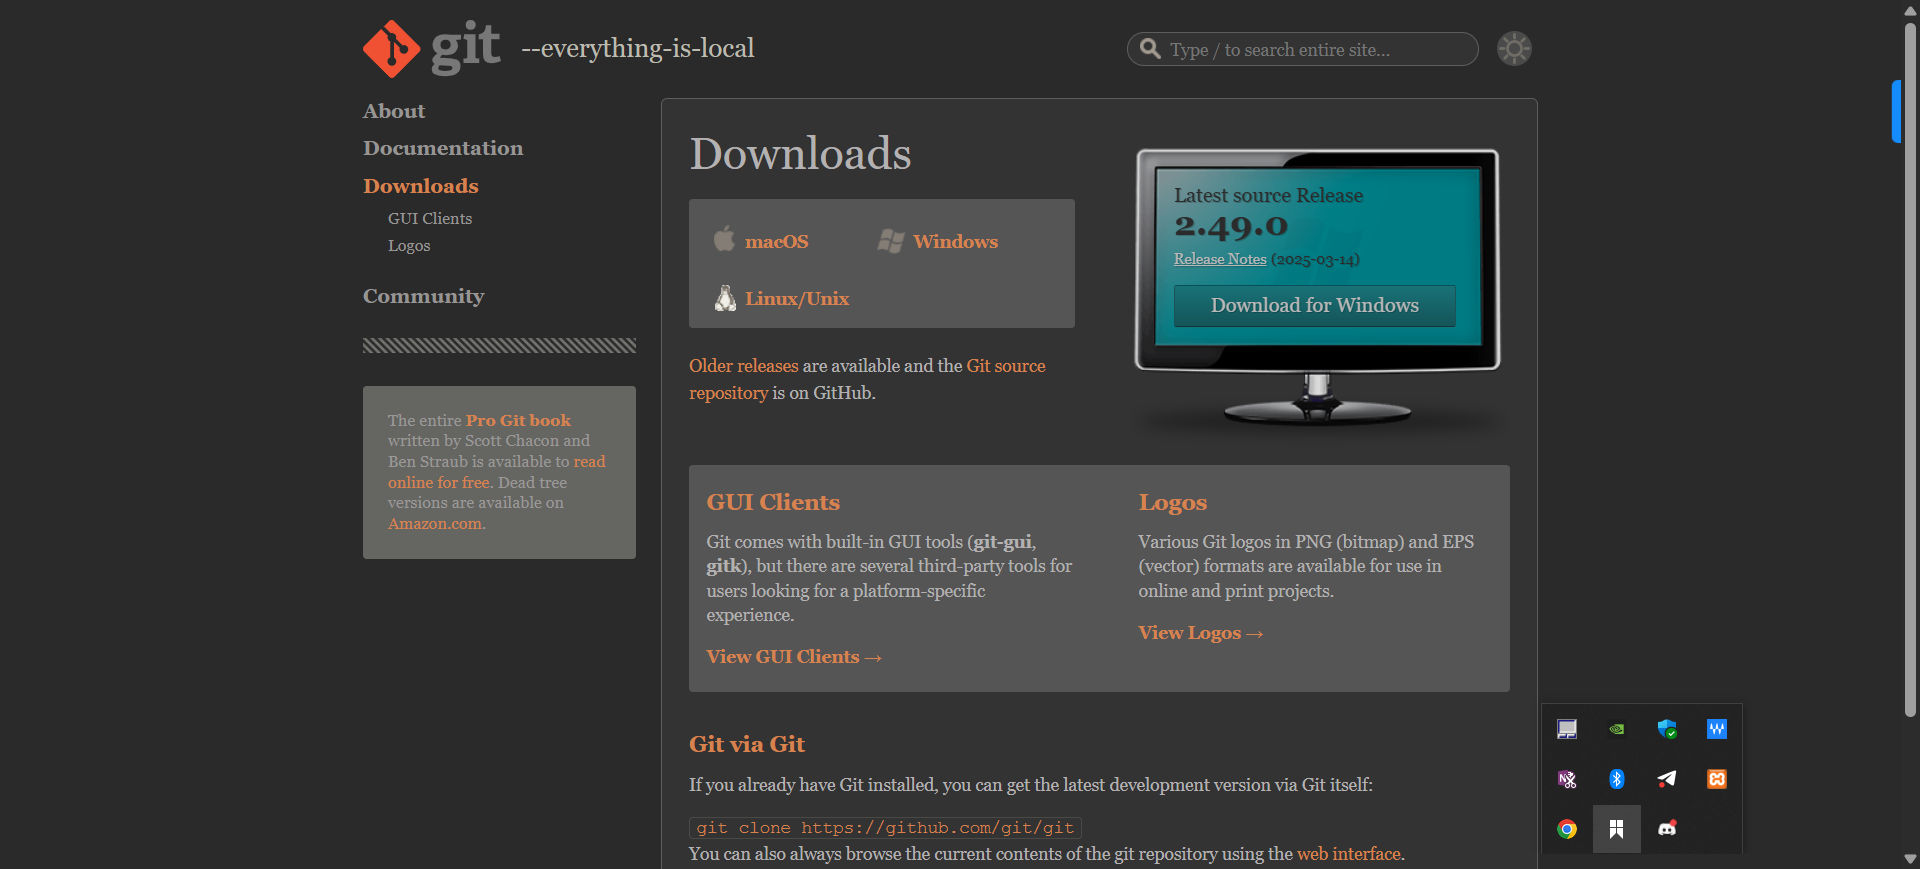 git --everything-is-local
Type / to search entire site...
About
Documentation
Downloads
GUI Clients
Logos
Community
The entire Pro Git book
written by Scott Chacon and
Ben Straub is available to read
online for free. Dead tree
versions are available on
Amazon.com.
Downloads
macOS
Windows
Linux/Unix
Older releases are available and the Git source
repository is on GitHub.
Latest source Release
2.49.0
Release Notes (2025-03-14)
Download for Windows
GUI Clients
Git comes with built-in GUI tools (git-gui,
gitk), but there are several third-party tools for
users looking for a platform-specific
experience.
View GUI Clients →
Logos
Various Git logos in PNG (bitmap) and EPS
(vector) formats are available for use in
online and print projects.
View Logos →
Git via Git
If you already have Git installed, you can get the latest development version via Git itself:
git clone https://github.com/git/git
You can also always browse the current contents of the git repository using the web interface.